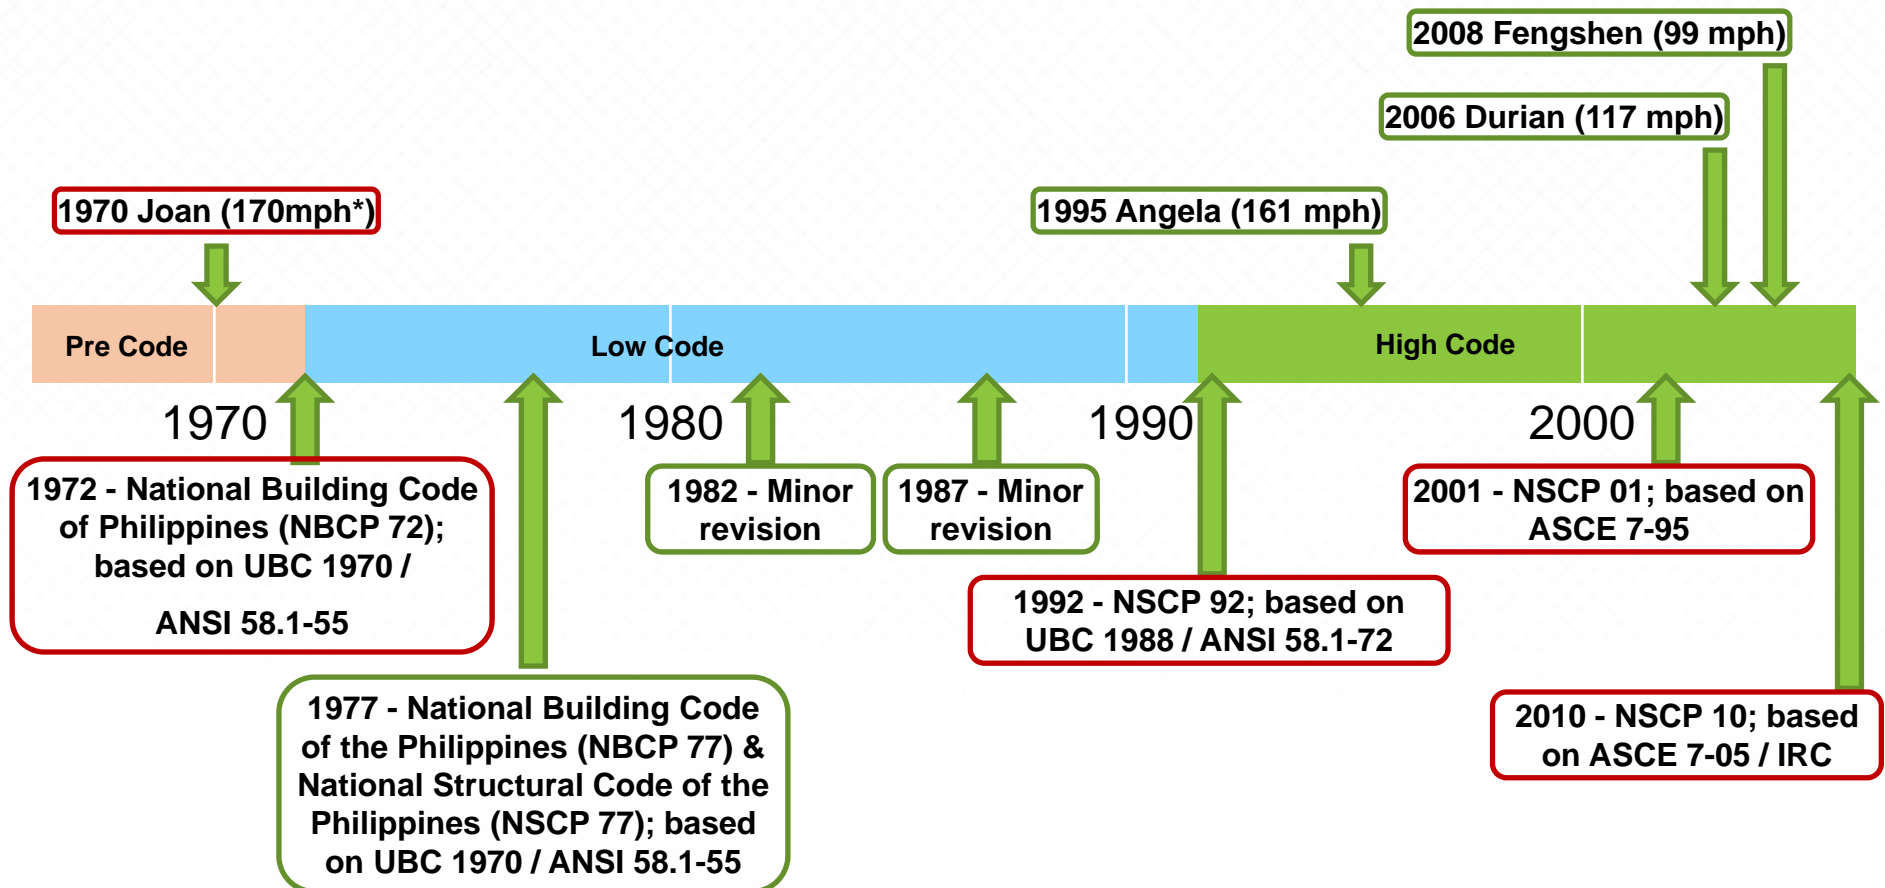 2008 Fengshen (99 mph)
2006 Durian (117 mph)
1970 Joan (170mph*)
1995 Angela (161 mph)
Pre Code
Low Code
High Code
1970
1980
1990
2000
1972 - National Building Code
of Philippines (NBCP 72);
based on UBC 1970 /
ANSI 58.1-55
1982 - Minor
revision
1987 - Minor
revision
2001 - NSCP 01; based on
ASCE 7-95
1992 - NSCP 92; based on
UBC 1988 / ANSI 58.1-72
1977 - National Building Code
of the Philippines (NBCP 77) &
National Structural Code of the
Philippines (NSCP 77); based
on UBC 1970 / ANSI 58.1-55
2010 - NSCP 10; based
on ASCE 7-05 / IRC